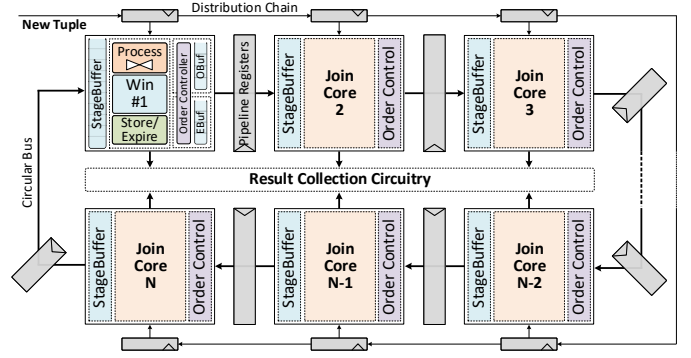 Distribution Chain
New Tuple
StageBuffer
Process
Win
#1
Store/
Expire
Order Controller
OBuf
EBuf
Pipeline Registers
StageBuffer
Join
Core
2
Order Control
StageBuffer
Join
Core
3
Order Control
Circular Bus
Result Collection Circuitry
StageBuffer
Join
Core
N
Order Control
StageBuffer
Join
Core
N-1
Order Control
StageBuffer
Join
Core
N-2
Order Control